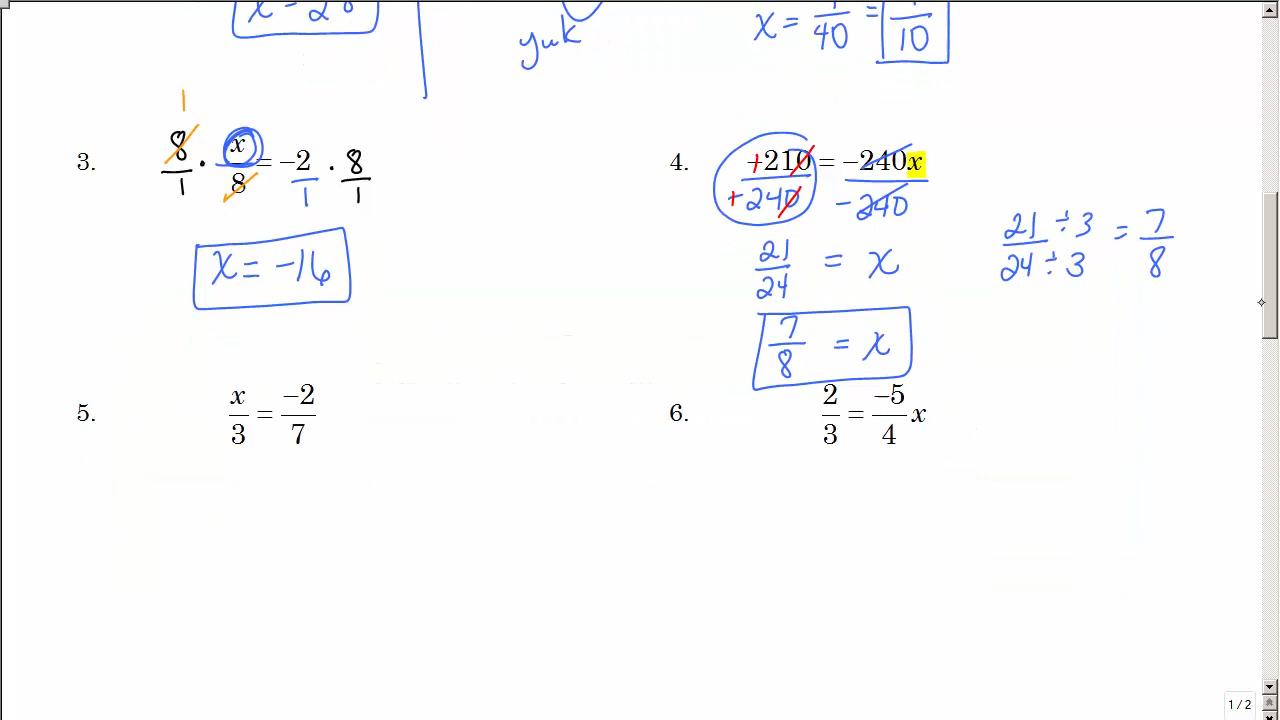 yuk
x = 1/40 = 1/10
3. 8/1 · x/8 = -2/1 · 8/1
1
x = -16
4. +210/+240 = -240x/-240
21/24 = x
21 ÷ 3/24 ÷ 3 = 7/8
7/8 = x
5. x/3 = -2/7
6. 2/3 = -5/4 x
1 / 2